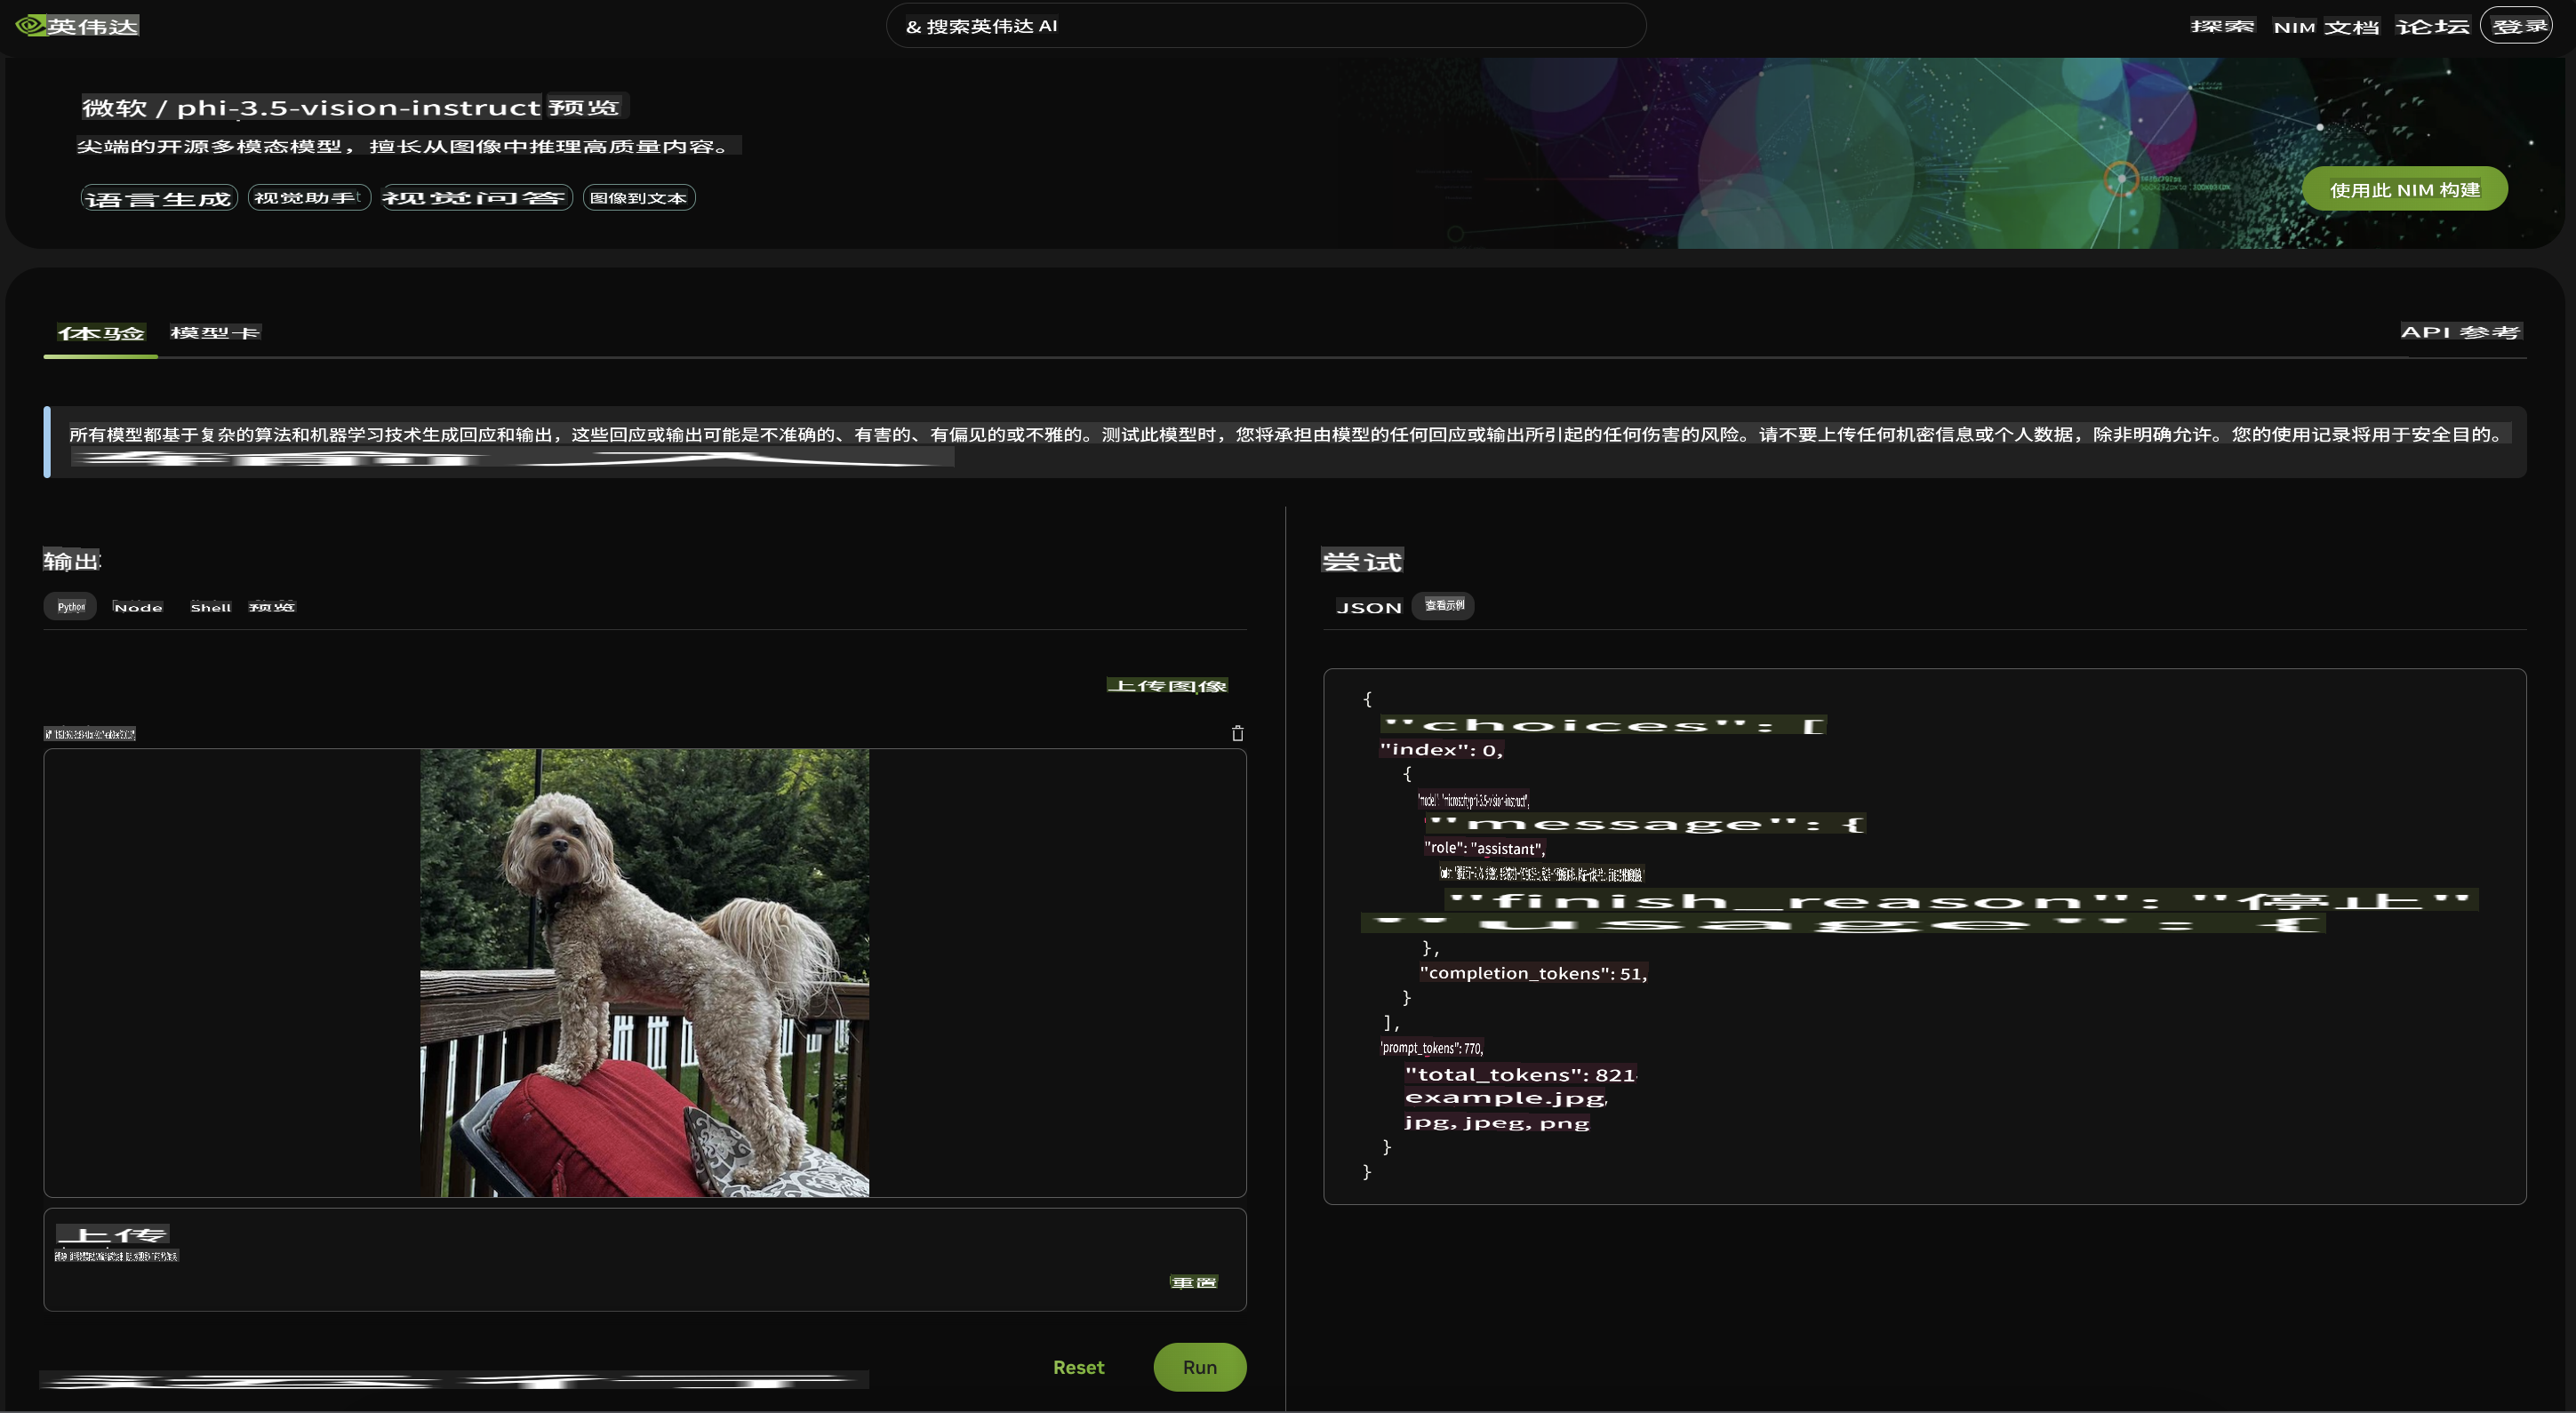 英伟达
& 搜索英伟达 AI
探索 NIM 文档 论坛 登录
微软 / phi-3.5-vision-instruct 预览
尖端的开源多模态模型，擅长从图像中推理高质量内容。
语言生成 视觉助手 视觉问答 图像到文本
使用此 NIM 构建
体验 模型卡
API 参考
所有模型都基于复杂的算法和机器学习技术生成回应和输出，这些回应或输出可能是不准确的、有害的、有偏见的或不雅的。测试此模型时，您将承担由模型的任何回应或输出所引起的任何伤害的风险。请不要上传任何机密信息或个人数据，除非明确允许。您的使用记录将用于安全目的。
输出
Python Node Shell 预览
上传图像
上传
重置
Reset Run
尝试
JSON 查看示例
{
"choices": [
"index": 0,
{
"model": "microsoft/phi-3.5-vision-instruct",
"message": {
"role": "assistant",
"finish_reason": "停止"
"usage": {
},
"completion_tokens": 51,
}
],
"prompt_tokens": 770,
"total_tokens": 821
example.jpg,
jpg, jpeg, png
}
}